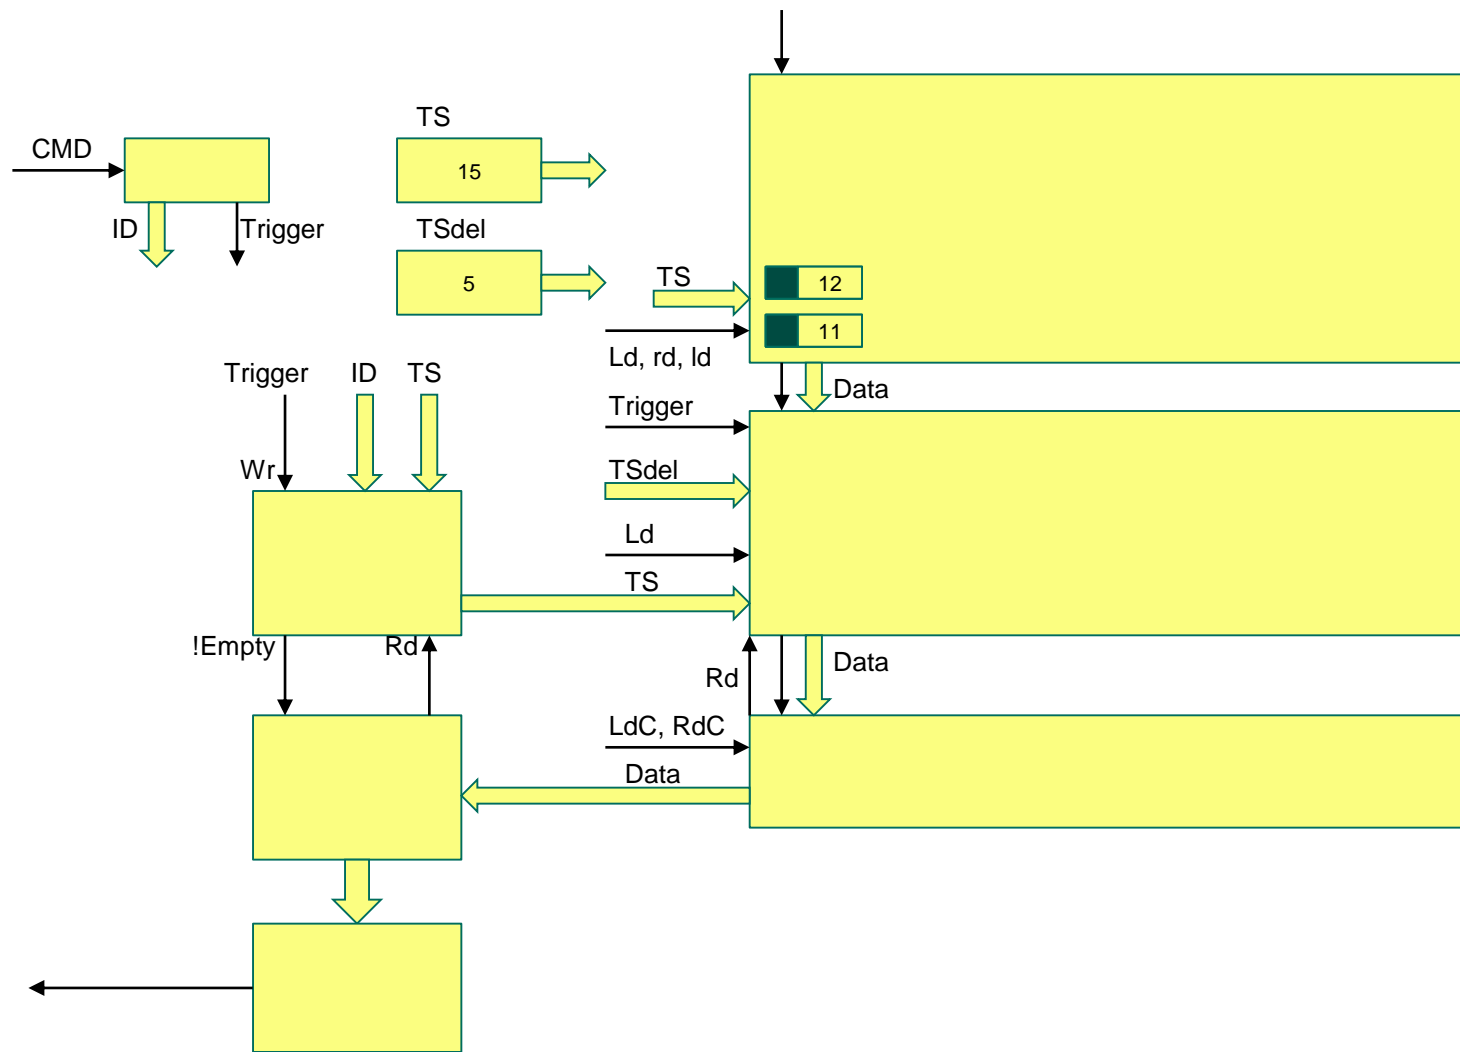 TS
CMD
15
ID
Trigger
TSdel
5
TS
12
11
Ld, rd, ld
Trigger
ID
TS
Data
Trigger
Wr
TSdel
Ld
TS
!Empty
Rd
Rd
Data
LdC, RdC
Data